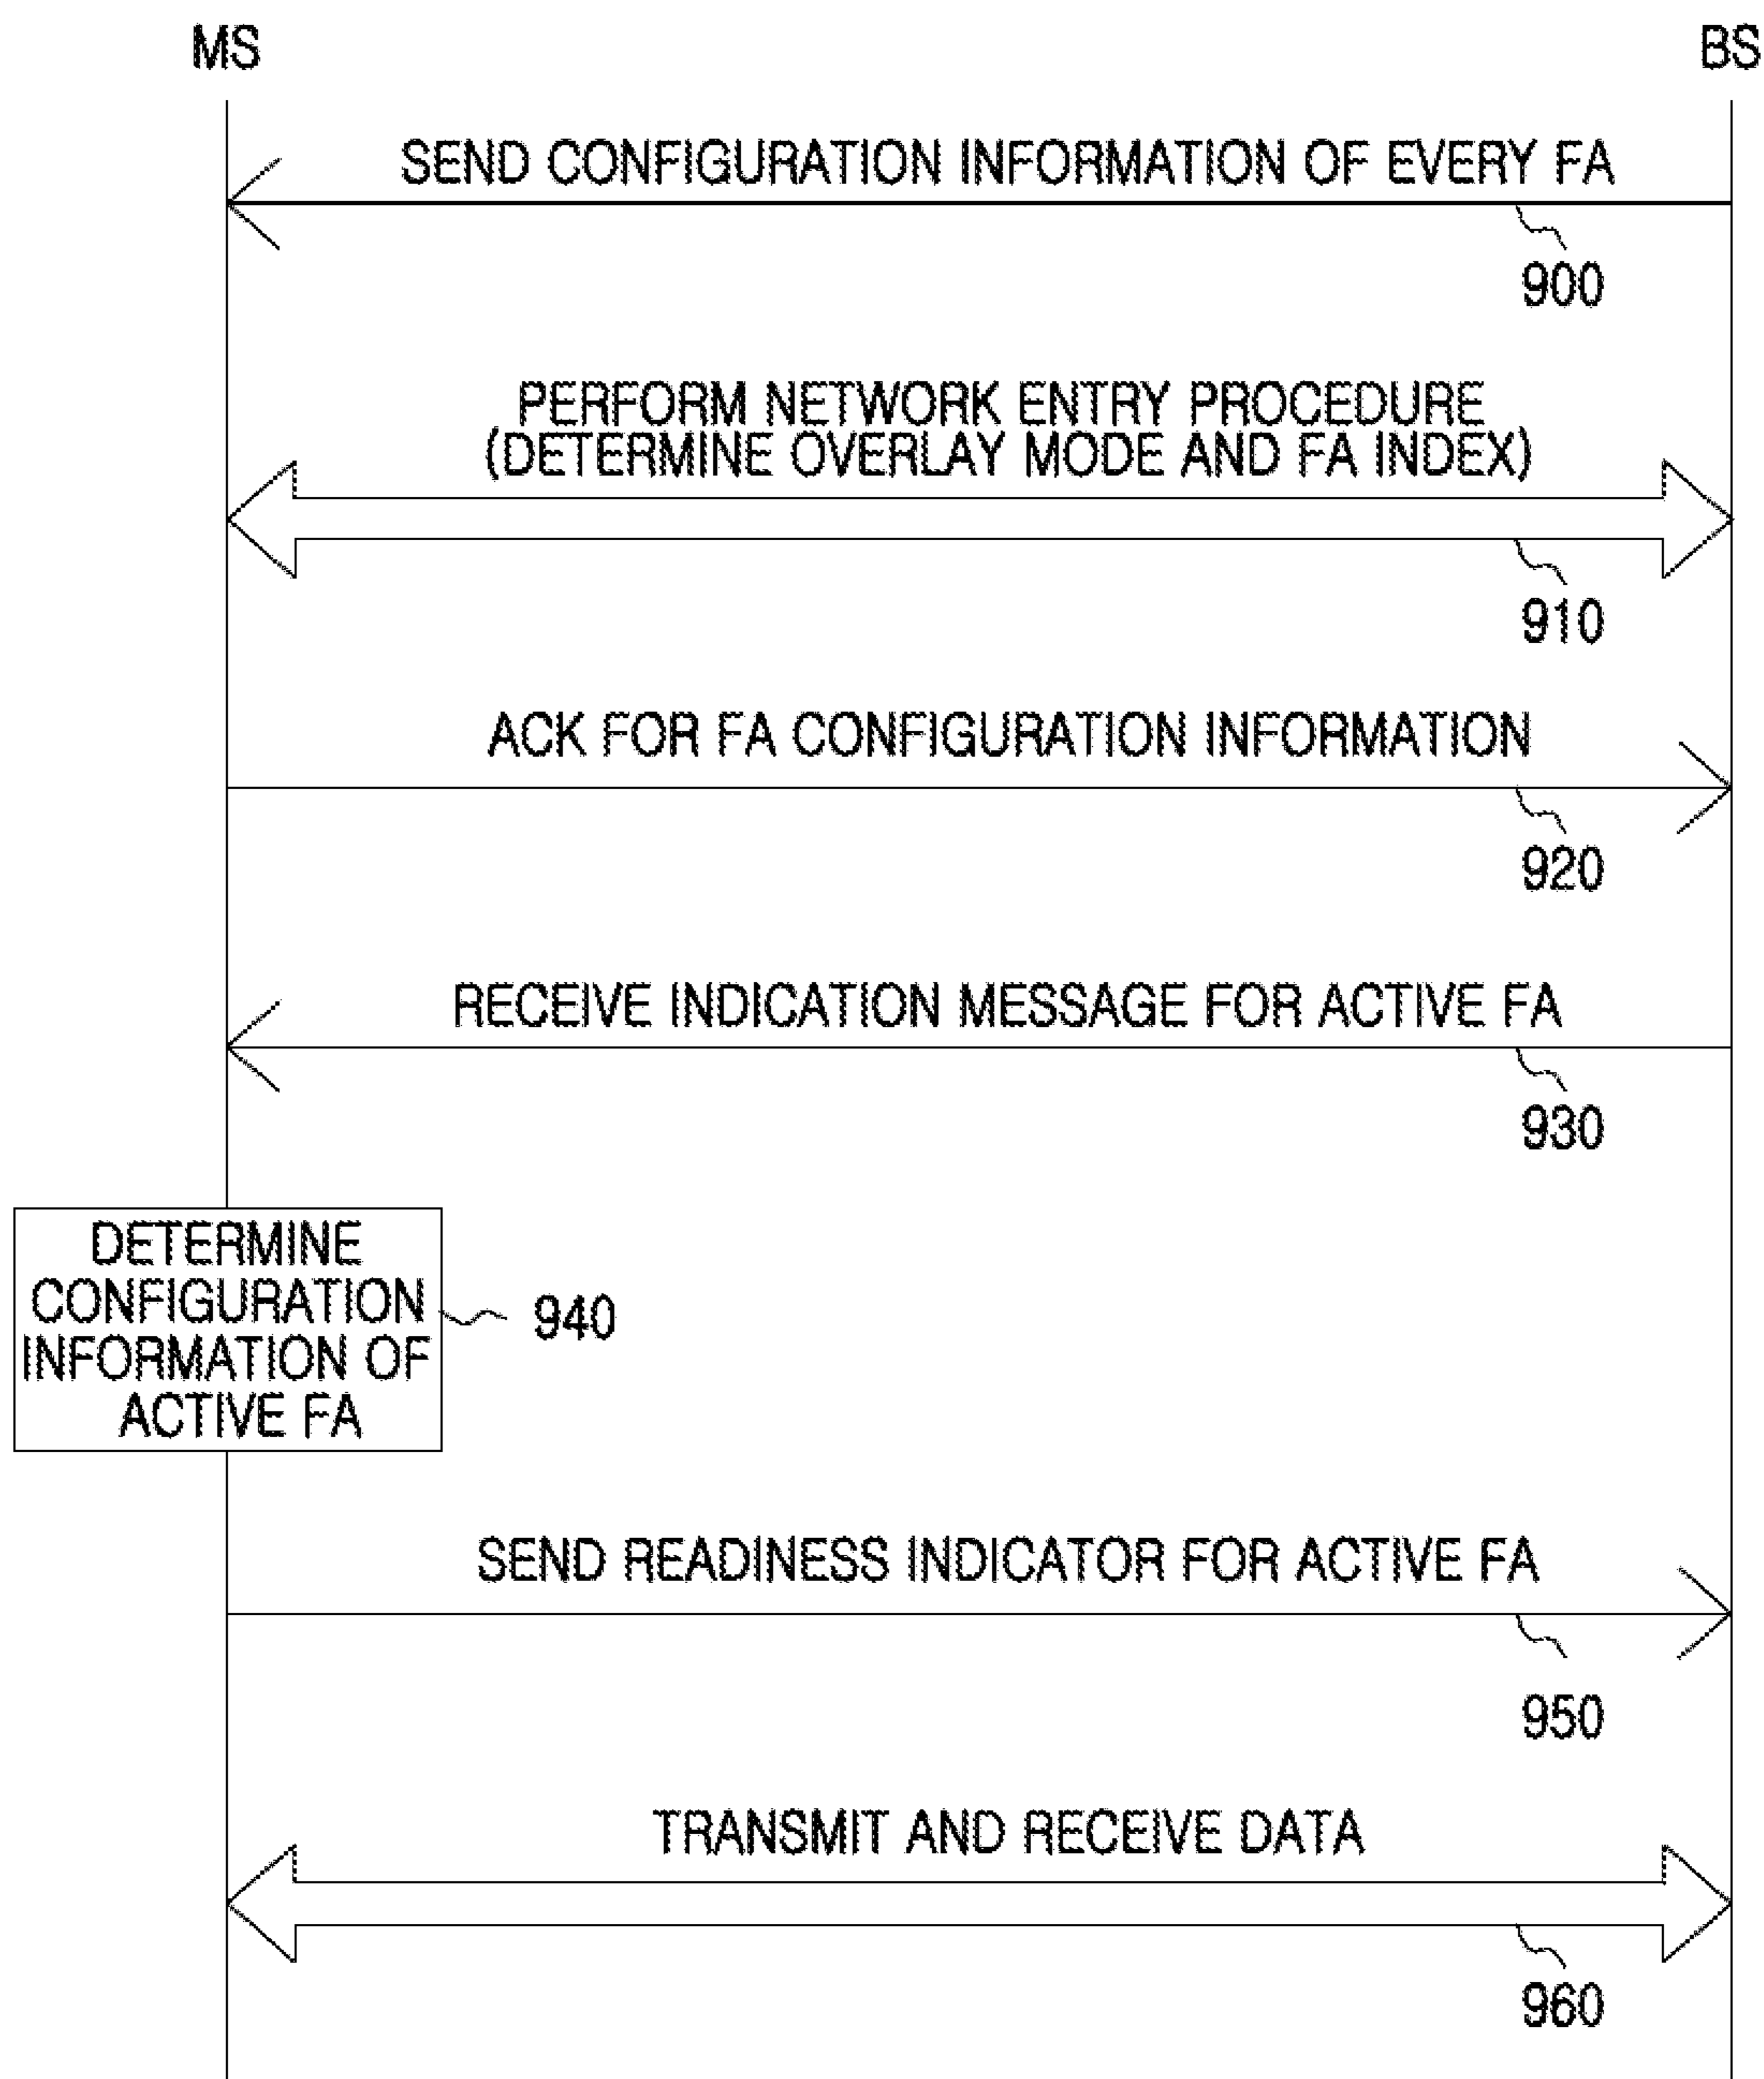 MS
BS
SEND CONFIGURATION INFORMATION OF EVERY FA
900
PERFORM NETWORK ENTRY PROCEDURE
(DETERMINE OVERLAY MODE AND FA INDEX)
910
ACK FOR FA CONFIGURATION INFORMATION
920
RECEIVE INDICATION MESSAGE FOR ACTIVE FA
930
DETERMINE
CONFIGURATION
INFORMATION OF
ACTIVE FA
940
SEND READINESS INDICATOR FOR ACTIVE FA
950
TRANSMIT AND RECEIVE DATA
960